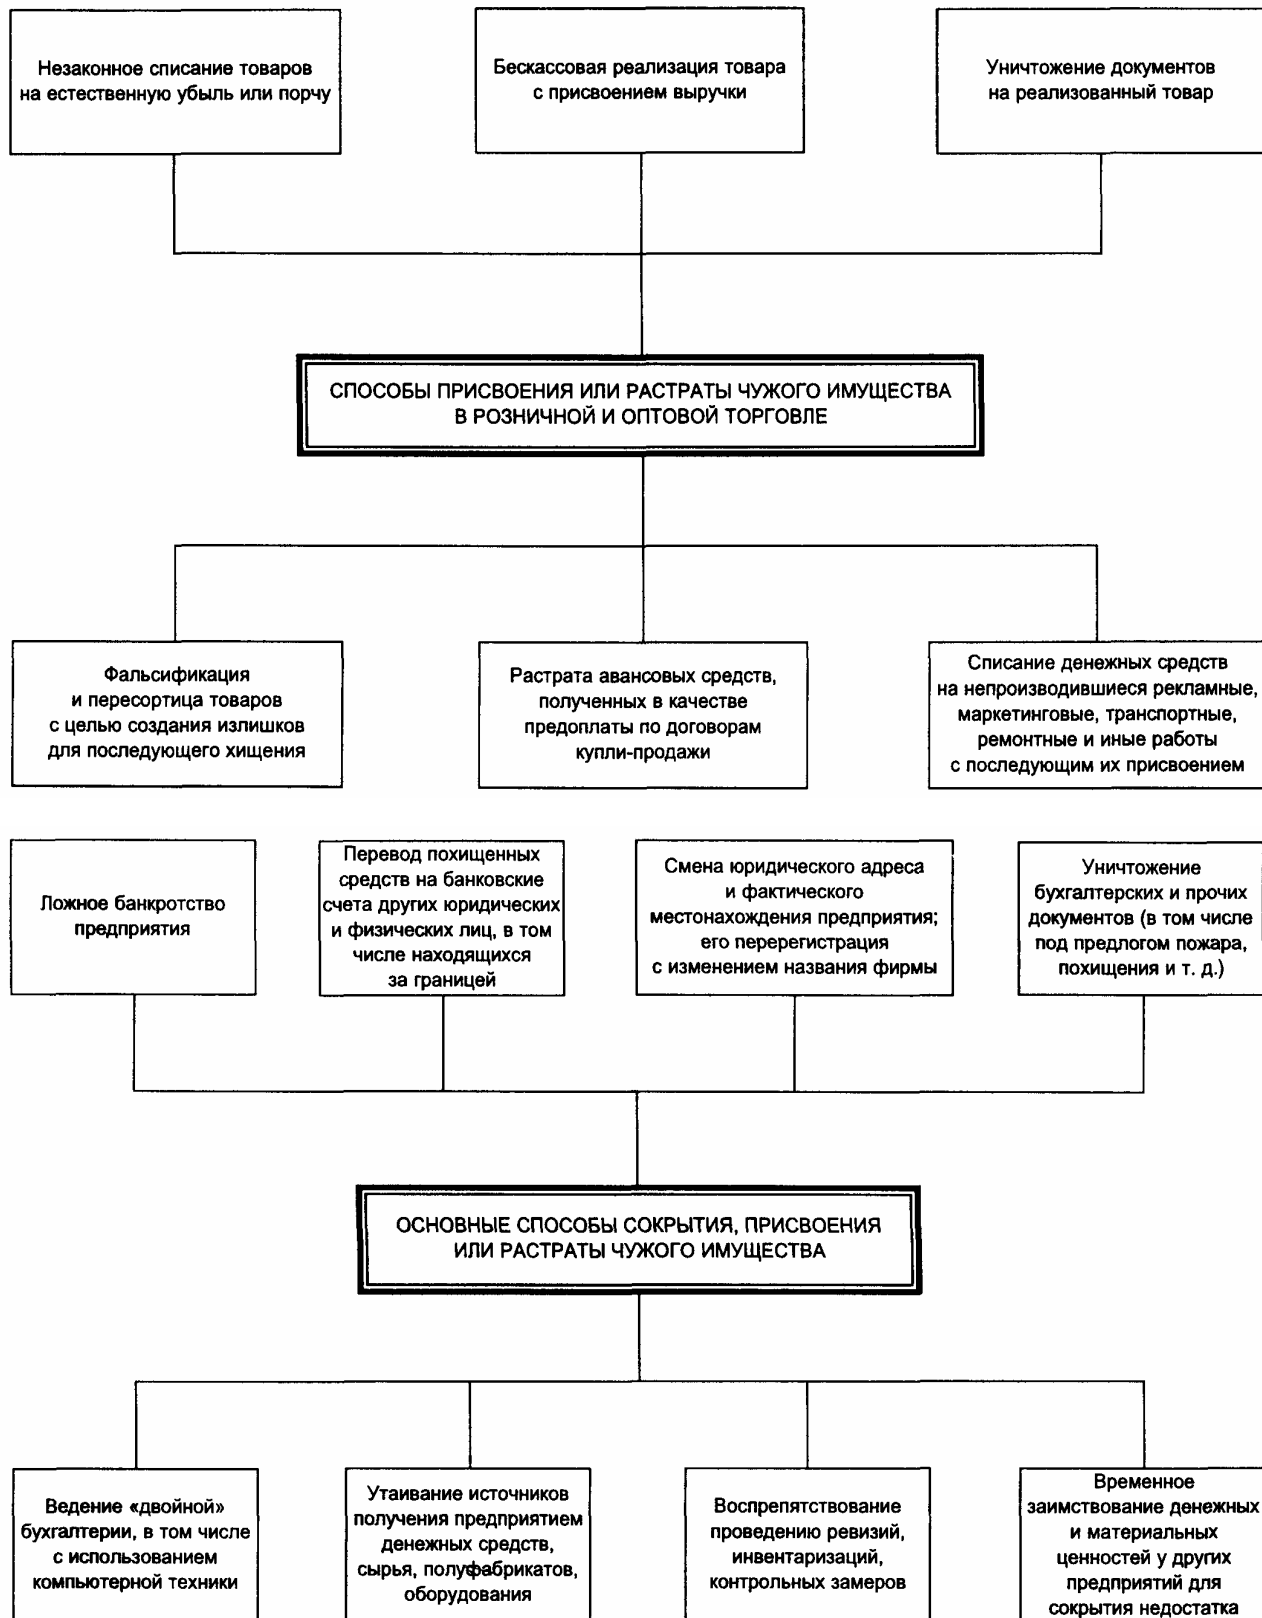 Незаконное списание товаров
на естественную убыль или порчу
Бескассовая реализация товара
с присвоением выручки
Уничтожение документов
на реализованный товар
СПОСОБЫ ПРИСВОЕНИЯ ИЛИ РАСТРАТЫ ЧУЖОГО ИМУЩЕСТВА
В РОЗНИЧНОЙ И ОПТОВОЙ ТОРГОВЛЕ
Фальсификация
и пересортица товаров
с целью создания излишков
для последующего хищения
Растрата авансовых средств,
полученных в качестве
предоплаты по договорам
купли-продажи
Списание денежных средств
на непроизводившиеся рекламные,
маркетинговые, транспортные,
ремонтные и иные работы
с последующим их присвоением
Ложное банкротство
предприятия
Перевод похищенных
средств на банковские
счета других юридических
и физических лиц, в том
числе находящихся
за границей
Смена юридического адреса
и фактического
местонахождения предприятия;
его перерегистрация
с изменением названия фирмы
Уничтожение
бухгалтерских и прочих
документов (в том числе
под предлогом пожара,
похищения и т. д.)
ОСНОВНЫЕ СПОСОБЫ СОКРЫТИЯ, ПРИСВОЕНИЯ
ИЛИ РАСТРАТЫ ЧУЖОГО ИМУЩЕСТВА
Ведение «двойной»
бухгалтерии, в том числе
с использованием
компьютерной техники
Утаивание источников
получения предприятием
денежных средств,
сырья, полуфабрикатов,
оборудования
Воспрепятствование
проведению ревизий,
инвентаризаций,
контрольных замеров
Временное
заимствование денежных
и материальных
ценностей у других
предприятий для
сокрытия недостатка